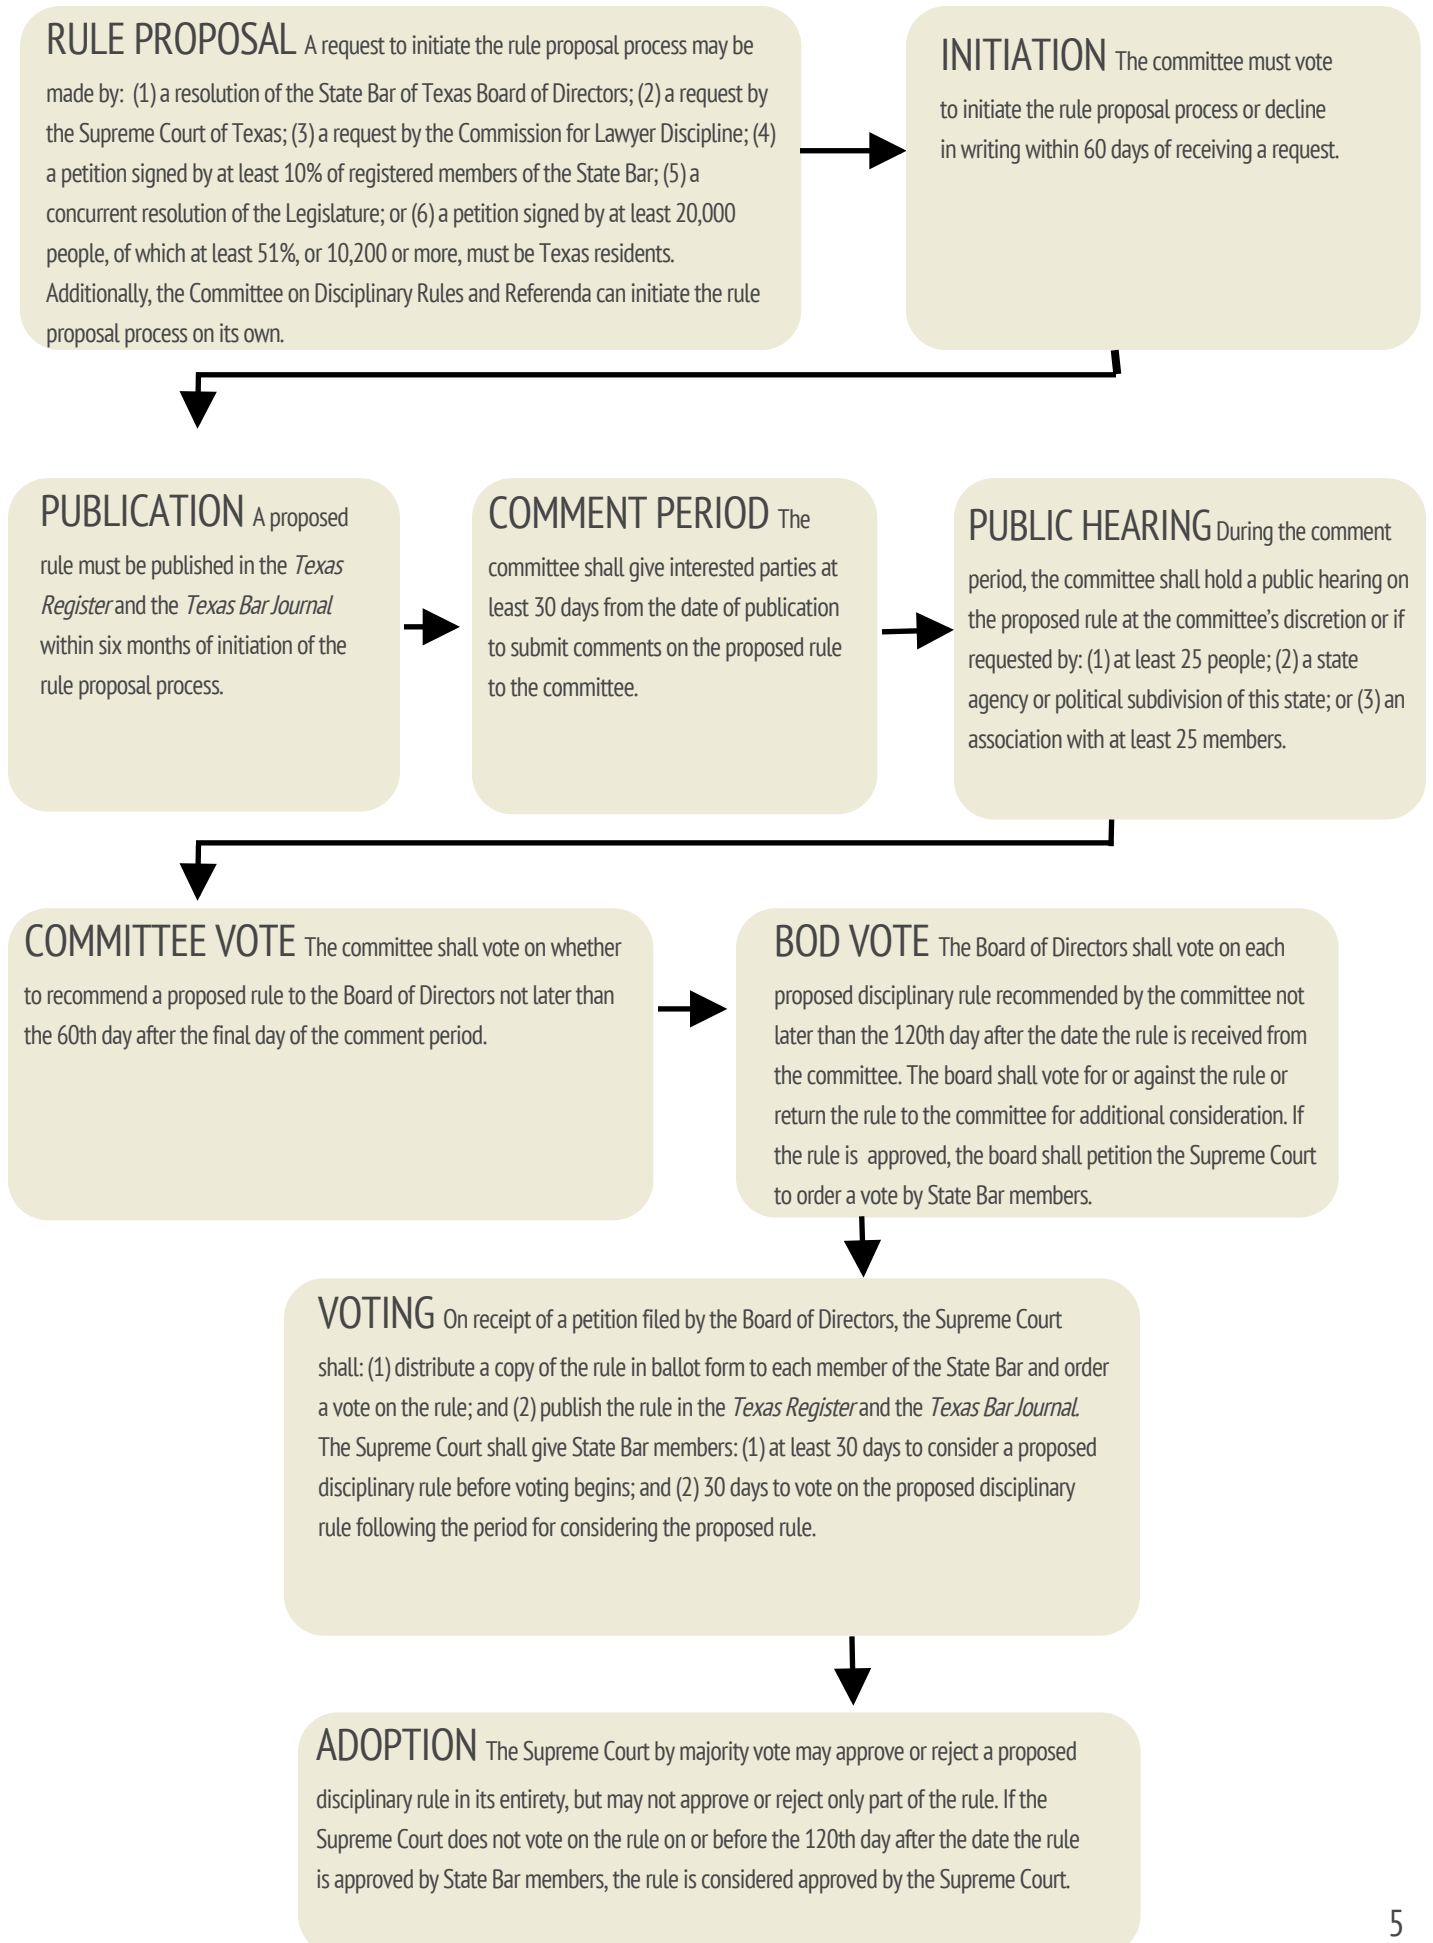 RULE PROPOSAL A request to initiate the rule proposal process may be
made by: (1) a resolution of the State Bar of Texas Board of Directors; (2) a request by
the Supreme Court of Texas; (3) a request by the Commission for Lawyer Discipline; (4)
a petition signed by at least 10% of registered members of the State Bar; (5) a
concurrent resolution of the Legislature; or (6) a petition signed by at least 20,000
people, of which at least 51%, or 10,200 or more, must be Texas residents.
Additionally, the Committee on Disciplinary Rules and Referenda can initiate the rule
proposal process on its own.
INITIATION The committee must vote
to initiate the rule proposal process or decline
in writing within 60 days of receiving a request.
PUBLICATION A proposed
rule must be published in the Texas
Register and the Texas Bar Journal
within six months of initiation of the
rule proposal process.
COMMENT PERIOD The
committee shall give interested parties at
least 30 days from the date of publication
to submit comments on the proposed rule
to the committee.
PUBLIC HEARING During the comment
period, the committee shall hold a public hearing on
the proposed rule at the committee's discretion or if
requested by: (1) at least 25 people; (2) a state
agency or political subdivision of this state; or (3) an
association with at least 25 members.
COMMITTEE VOTE The committee shall vote on whether
to recommend a proposed rule to the Board of Directors not later than
the 60th day after the final day of the comment period.
BOD VOTE The Board of Directors shall vote on each
proposed disciplinary rule recommended by the committee not
later than the 120th day after the date the rule is received from
the committee. The board shall vote for or against the rule or
return the rule to the committee for additional consideration. If
the rule is approved, the board shall petition the Supreme Court
to order a vote by State Bar members.
VOTING On receipt of a petition filed by the Board of Directors, the Supreme Court
shall: (1) distribute a copy of the rule in ballot form to each member of the State Bar and order
a vote on the rule; and (2) publish the rule in the Texas Register and the Texas Bar Journal.
The Supreme Court shall give State Bar members: (1) at least 30 days to consider a proposed
disciplinary rule before voting begins; and (2) 30 days to vote on the proposed disciplinary
rule following the period for considering the proposed rule.
ADOPTION The Supreme Court by majority vote may approve or reject a proposed
disciplinary rule in its entirety, but may not approve or reject only part of the rule. If the
Supreme Court does not vote on the rule on or before the 120th day after the date the rule
is approved by State Bar members, the rule is considered approved by the Supreme Court.
5